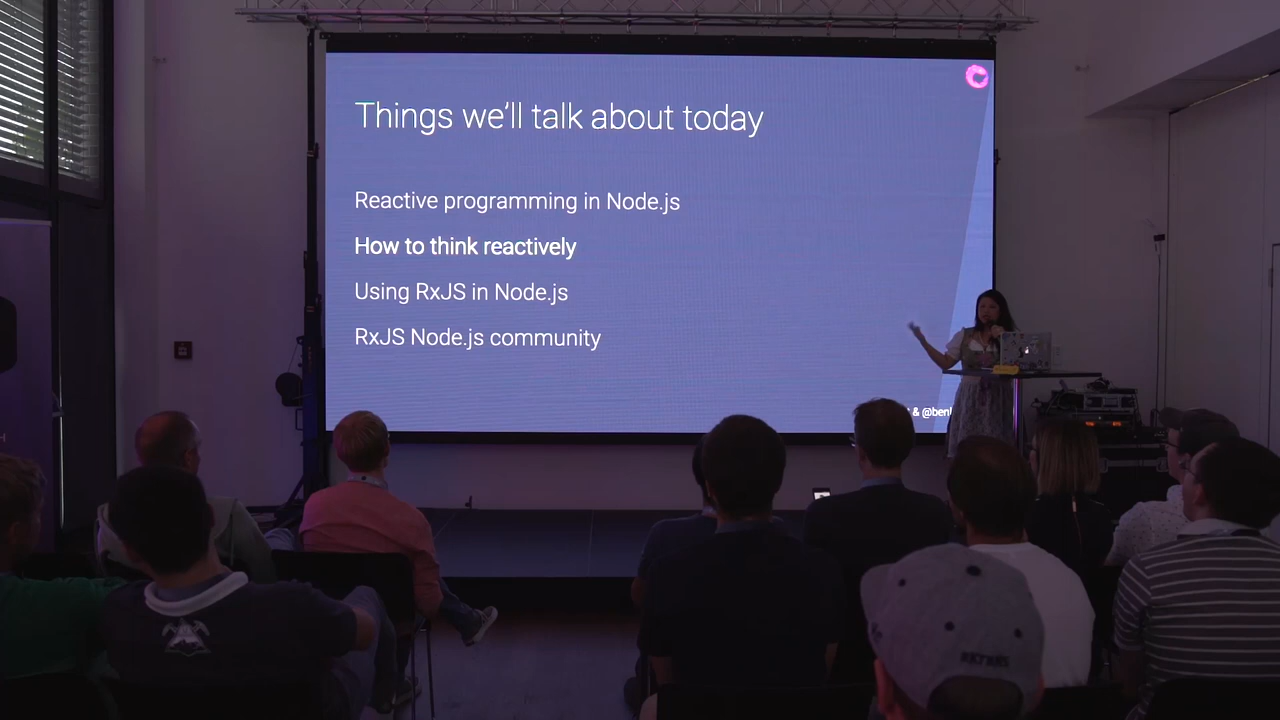 Things we'll talk about today
Reactive programming in Node.js
How to think reactively
Using RxJS in Node.js
RxJS Node.js community
& @benl